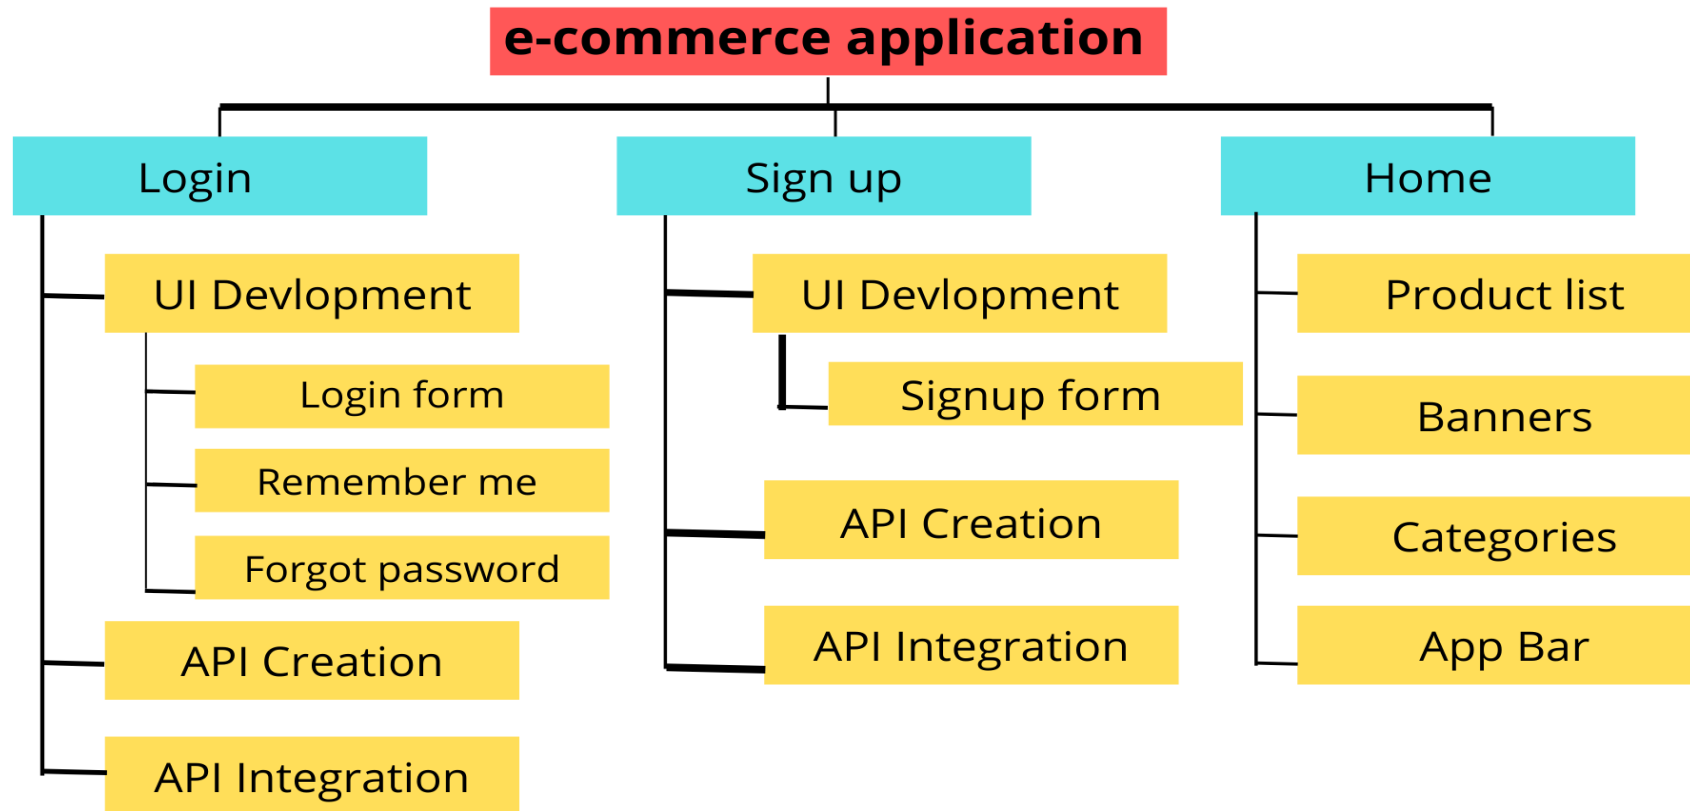 e-commerce application
Login
UI Devlopment
Login form
Remember me
Forgot password
API Creation
API Integration
Sign up
UI Devlopment
Signup form
API Creation
API Integration
Home
Product list
Banners
Categories
App Bar